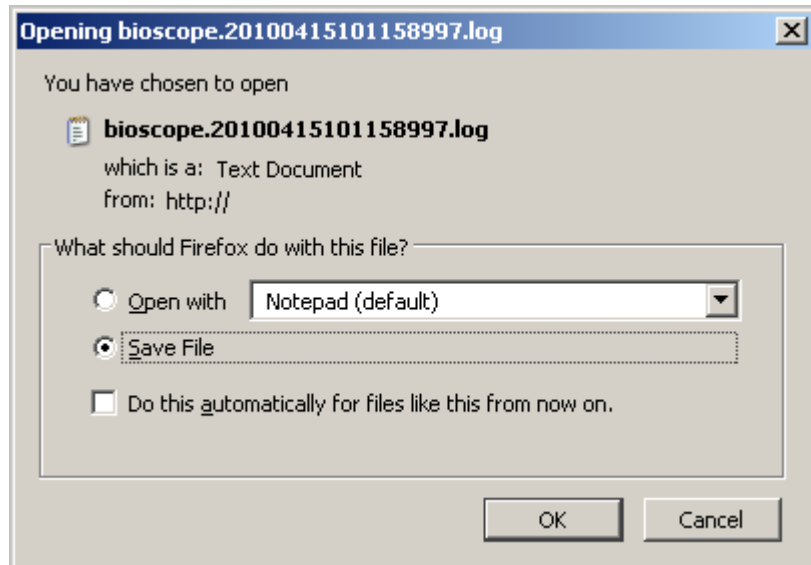 Opening bioscope.20100415101158997.log
You have chosen to open
bioscope.20100415101158997.log
which is a: Text Document
from: http://
What should Firefox do with this file?
Open with Notepad (default)
Save File
Do this automatically for files like this from now on.
OK Cancel